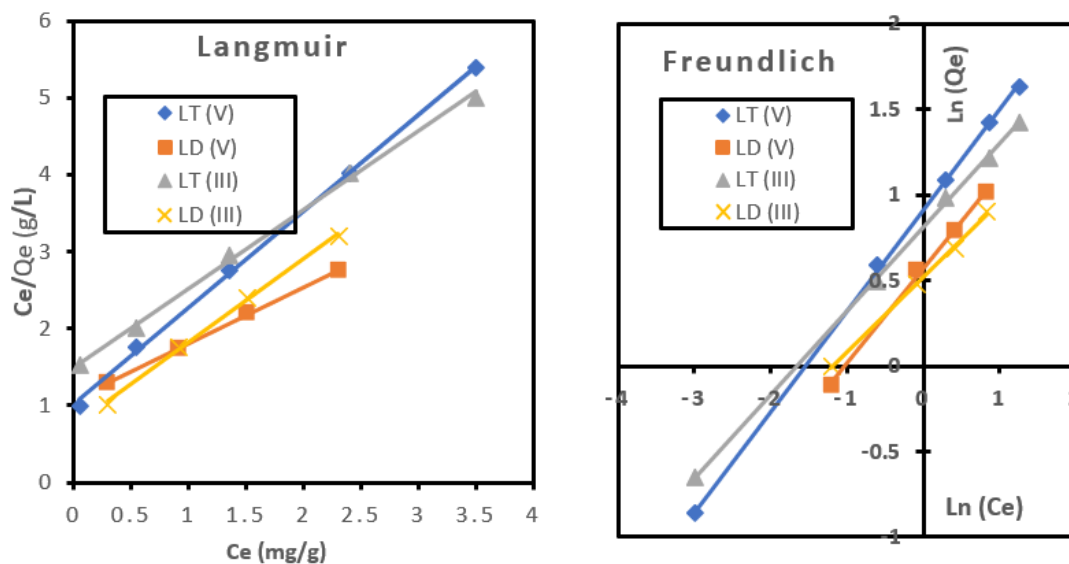 Langmuir
LT (V)
LD (V)
LT (III)
LD (III)
Ce/Qe (g/L)
6
5
4
3
2
1
0
0 0.5 1 1.5 2 2.5 3 3.5 4
Ce (mg/g)
Freundlich
LT (V)
LD (V)
LT (III)
LD (III)
Ln (Qe)
2
1.5
1
0.5
0
-0.5
-1
-4 -3 -2 -1 0 1 2
Ln (Ce)